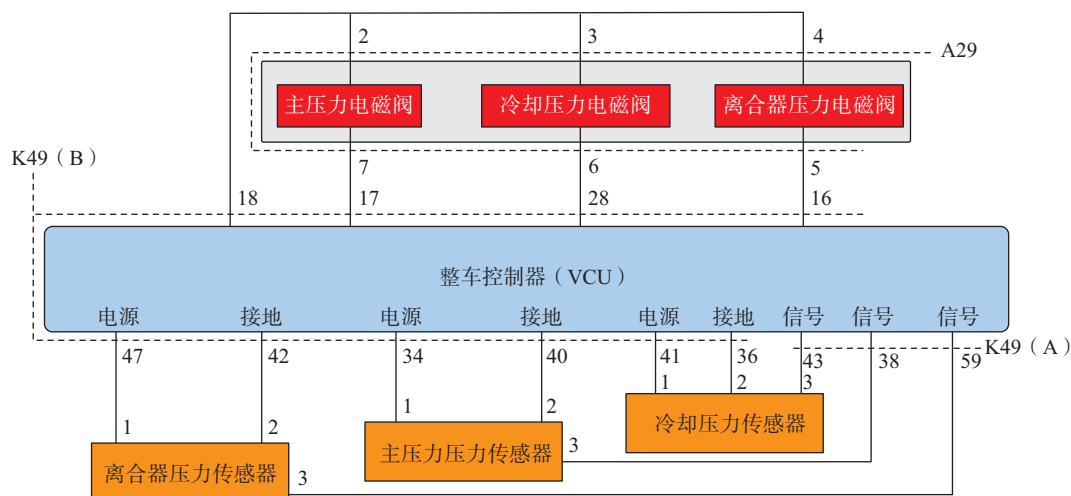 2 3 4
A29
主压力电磁阀 冷却压力电磁阀 离合器压力电磁阀
K49（B）
7 6 5
18 17 28 16
整车控制器（VCU）
电源 接地 电源 接地 电源 接地 信号 信号 信号
K49（A）
47 42 34 40 41 36 43 38 59
1 2 3
冷却压力传感器
1 2 3
主压力压力传感器
1 2 3
离合器压力传感器